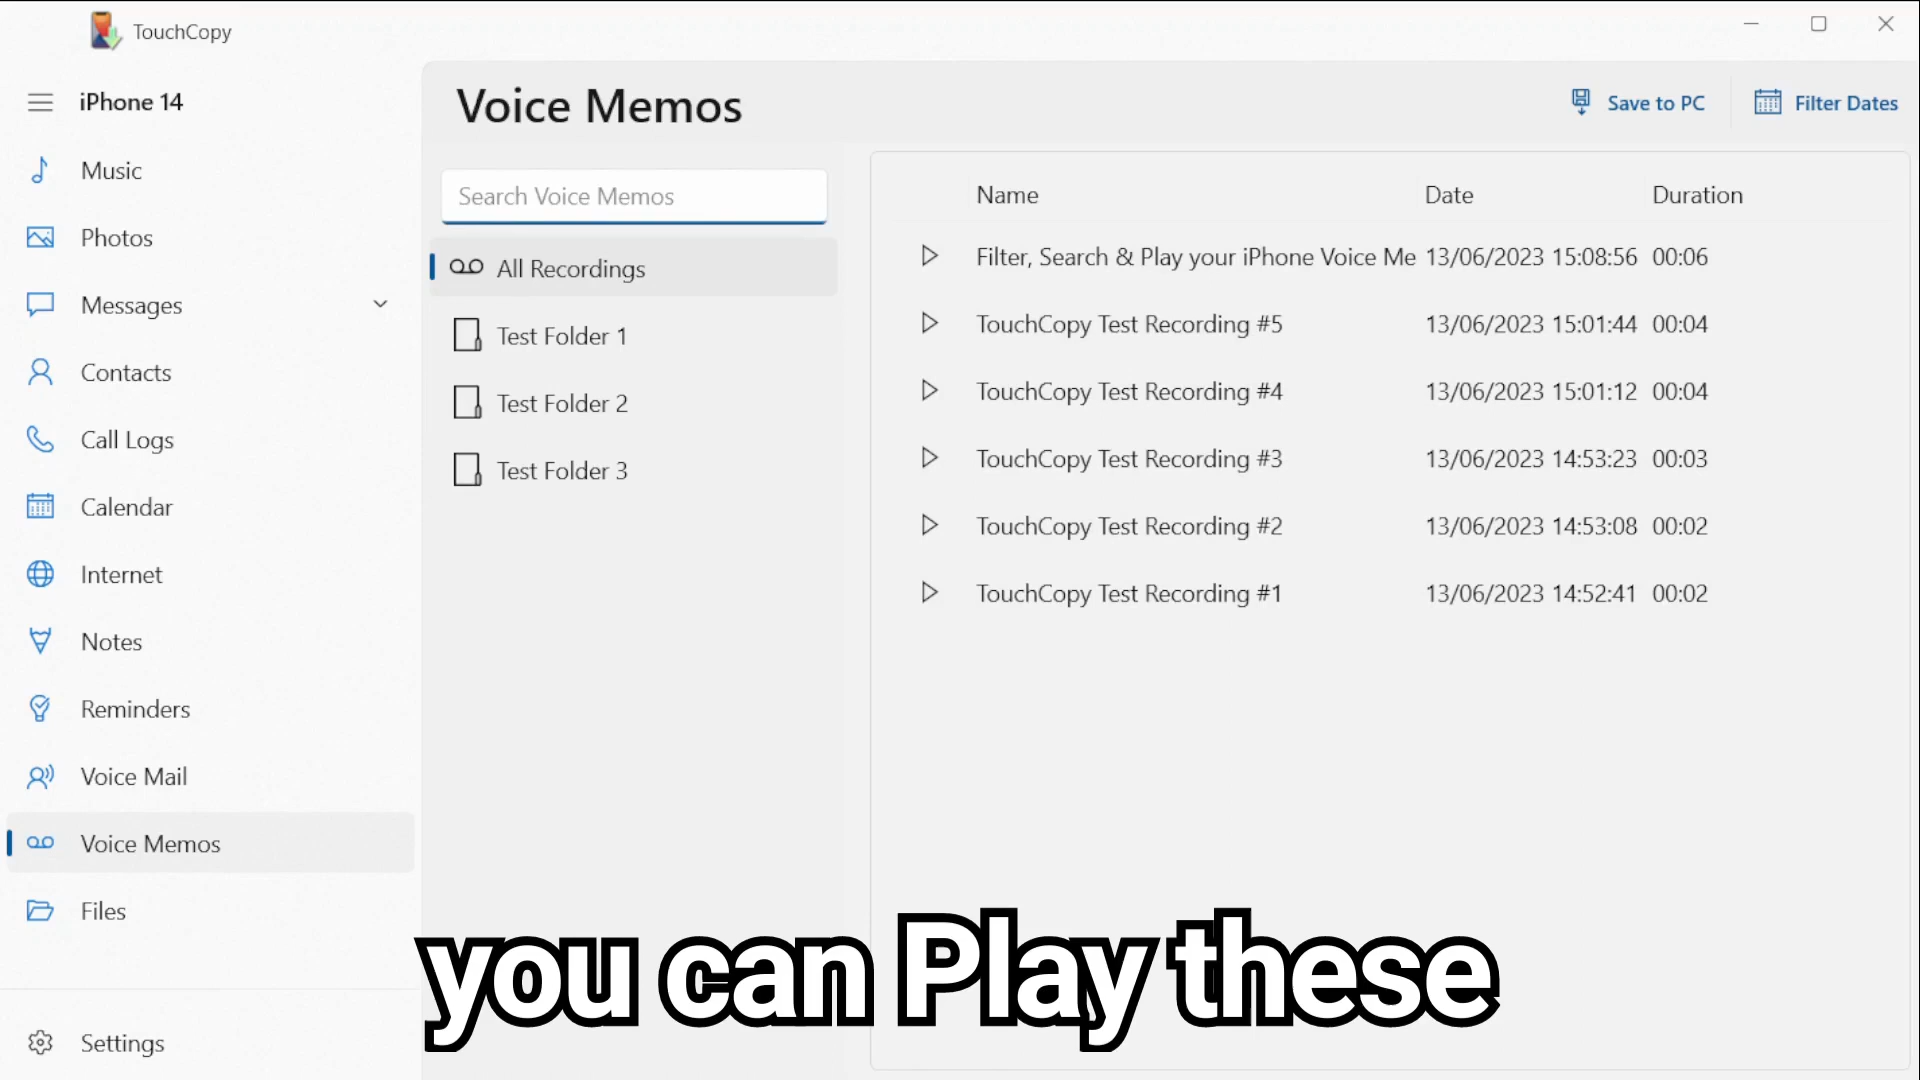 TouchCopy
iPhone 14
Music
Photos
Messages
Contacts
Call Logs
Calendar
Internet
Notes
Reminders
Voice Mail
Voice Memos
Files
Settings
Voice Memos
Save to PC
Filter Dates
Search Voice Memos
All Recordings
Test Folder 1
Test Folder 2
Test Folder 3
Name Date Duration
Filter, Search & Play your iPhone Voice Me 13/06/2023 15:08:56 00:06
TouchCopy Test Recording #5 13/06/2023 15:01:44 00:04
TouchCopy Test Recording #4 13/06/2023 15:01:12 00:04
TouchCopy Test Recording #3 13/06/2023 14:53:23 00:03
TouchCopy Test Recording #2 13/06/2023 14:53:08 00:02
TouchCopy Test Recording #1 13/06/2023 14:52:41 00:02
you can Play these